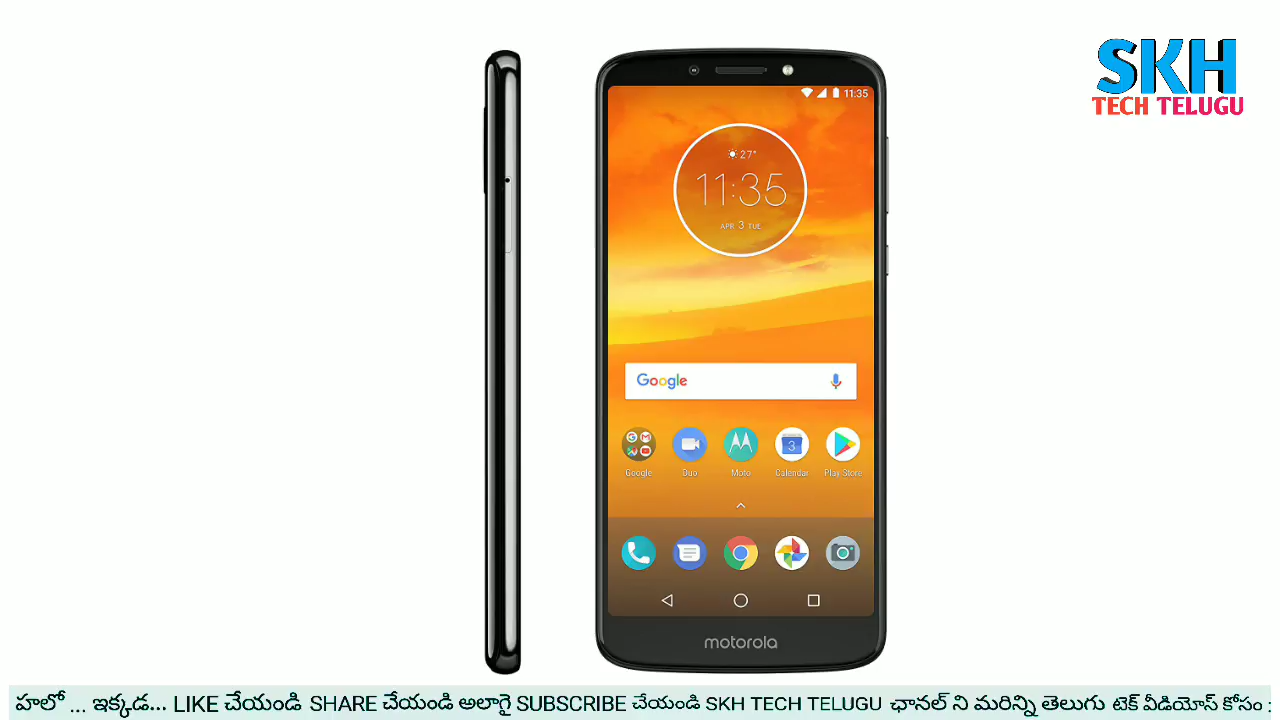 SKH
TECH TELUGU
11:35
27°
11:35
APR 3 TUE
Google
3
Google
Duo
Moto
Calendar
Play Store
motorola
హలో ... ఇక్కడ... LIKE చేయండి SHARE చేయండి అలాగై SUBSCRIBE చేయండి SKH TECH TELUGU ఛానల్ ని మరిన్ని తెలుగు టెక్ వీడియోస్ కోసం :